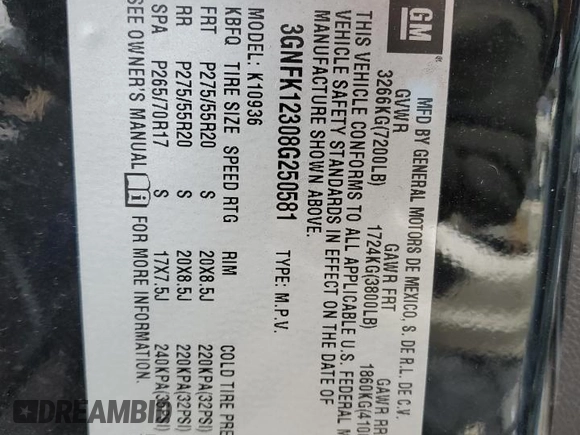 GM
MFD BY GENERAL MOTORS DE MEXICO, S. DE R.L. DE C.V.
GVWR GAWR FRT GAWR RR
3266KG(7200LB) 1724KG(3800LB) 1860KG(410
THIS VEHICLE CONFORMS TO ALL APPLICABLE U.S. FEDERAL M
VEHICLE SAFETY STANDARDS IN EFFECT ON THE DATE OF
MANUFACTURE SHOWN ABOVE.
3GNFK12308G250581 TYPE: M.P.V.
MODEL: K10936
KBFQ TIRE SIZE SPEED RTG RIM COLD TIRE PRE
FRT P275/55R20 S 20X8.5J 220KPA(32PSI)
RR P275/55R20 S 20X8.5J 220KPA(32PSI)
SPA P265/70R17 S 17X7.5J 240KPA(35PSI)
SEE OWNER'S MANUAL i FOR MORE INFORMATION.
DREAMBID